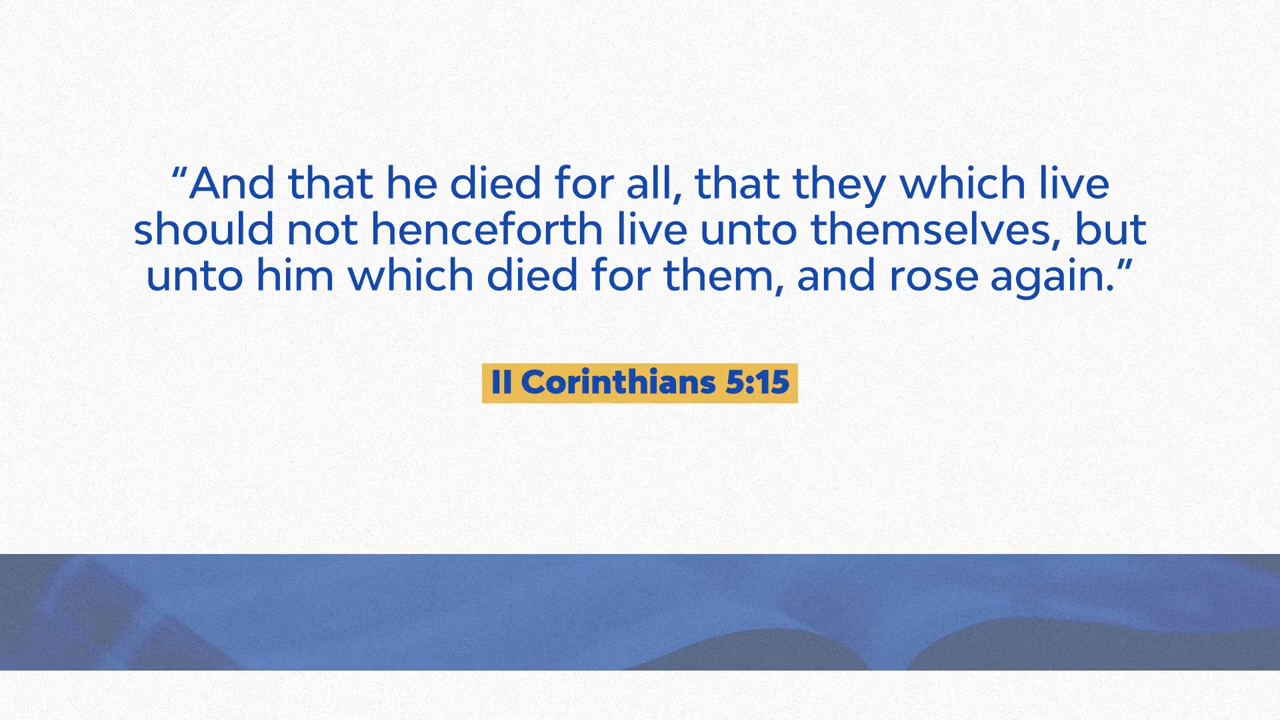 “And that he died for all, that they which live
should not henceforth live unto themselves, but
unto him which died for them, and rose again.”
II Corinthians 5:15